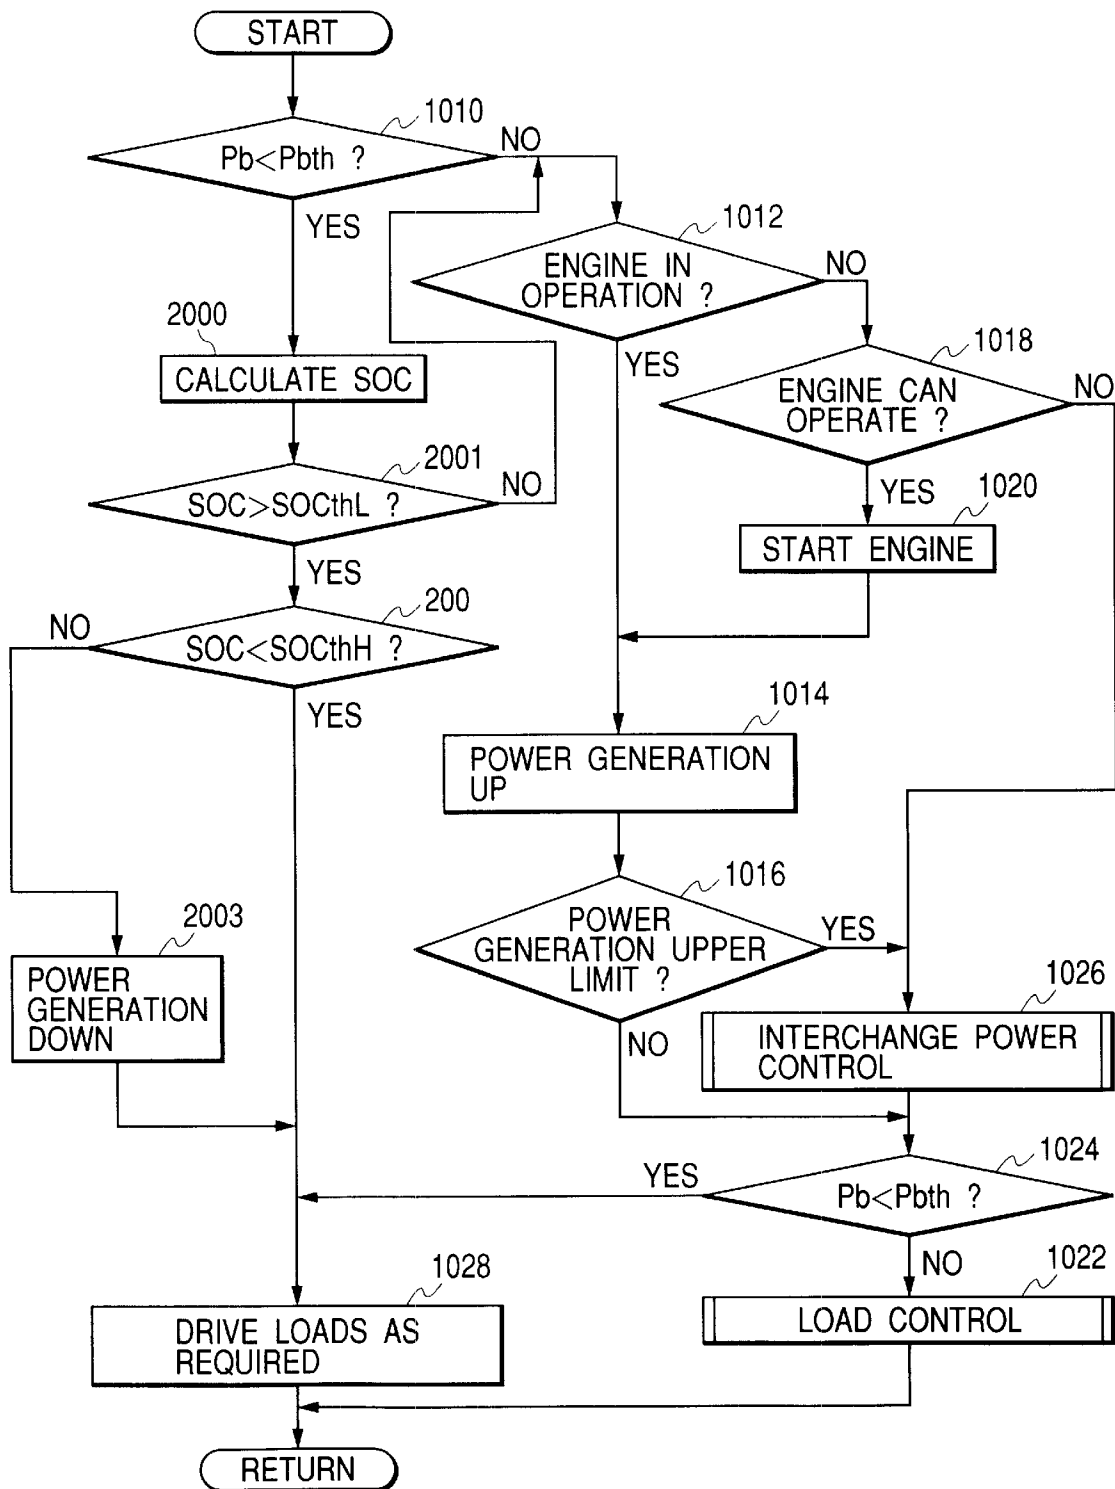 START
1010
Pb<Pbth ?
NO
YES
1012
ENGINE IN
OPERATION ?
NO
YES
2000
CALCULATE SOC
1018
ENGINE CAN
OPERATE ?
NO
YES
2001
SOC>SOCthL ?
NO
YES
1020
START ENGINE
200
SOC<SOCthH ?
NO
YES
1014
POWER GENERATION
UP
1016
POWER
GENERATION UPPER
LIMIT ?
YES
NO
2003
POWER
GENERATION
DOWN
1026
INTERCHANGE POWER
CONTROL
1024
Pb<Pbth ?
YES
NO
1028
DRIVE LOADS AS
REQUIRED
1022
LOAD CONTROL
RETURN